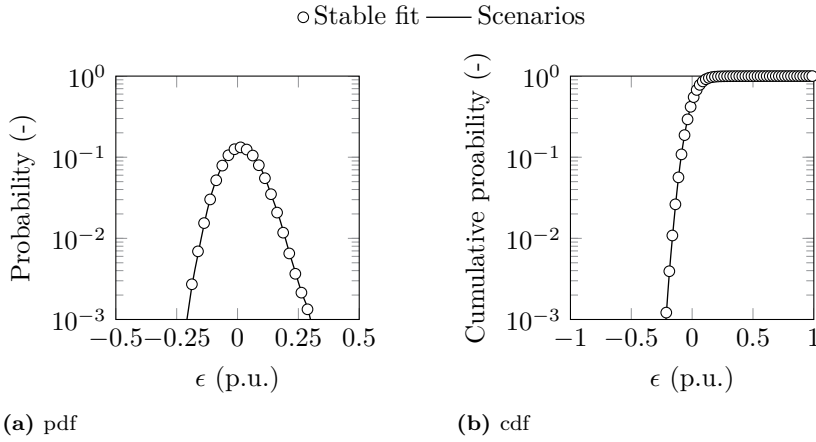 Stable fit Scenarios
10^0
10^-1
10^-2
10^-3
Probability (-)
−0.5 −0.25 0 0.25 0.5
ϵ (p.u.)
(a) pdf
10^0
10^-1
10^-2
10^-3
Cumulative proability (-)
−1 −0.5 0 0.5 1
ϵ (p.u.)
(b) cdf